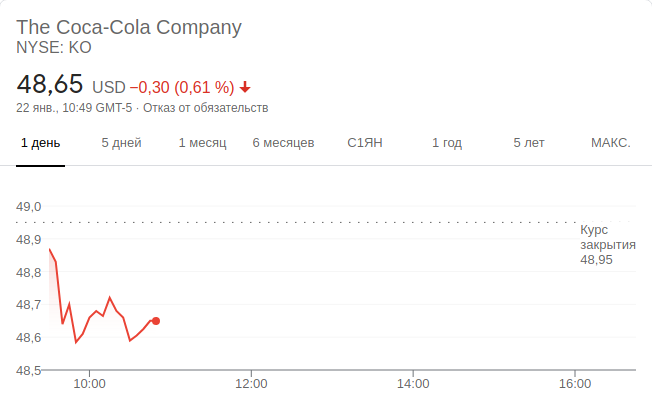 The Coca-Cola Company
NYSE: KO
48,65 USD −0,30 (0,61 %)
22 янв., 10:49 GMT-5 · Отказ от обязательств
1 день 5 дней 1 месяц 6 месяцев С1ЯН 1 год 5 лет МАКС.
49,0
48,9
48,8
48,7
48,6
48,5
Курс
закрытия
48,95
10:00 12:00 14:00 16:00